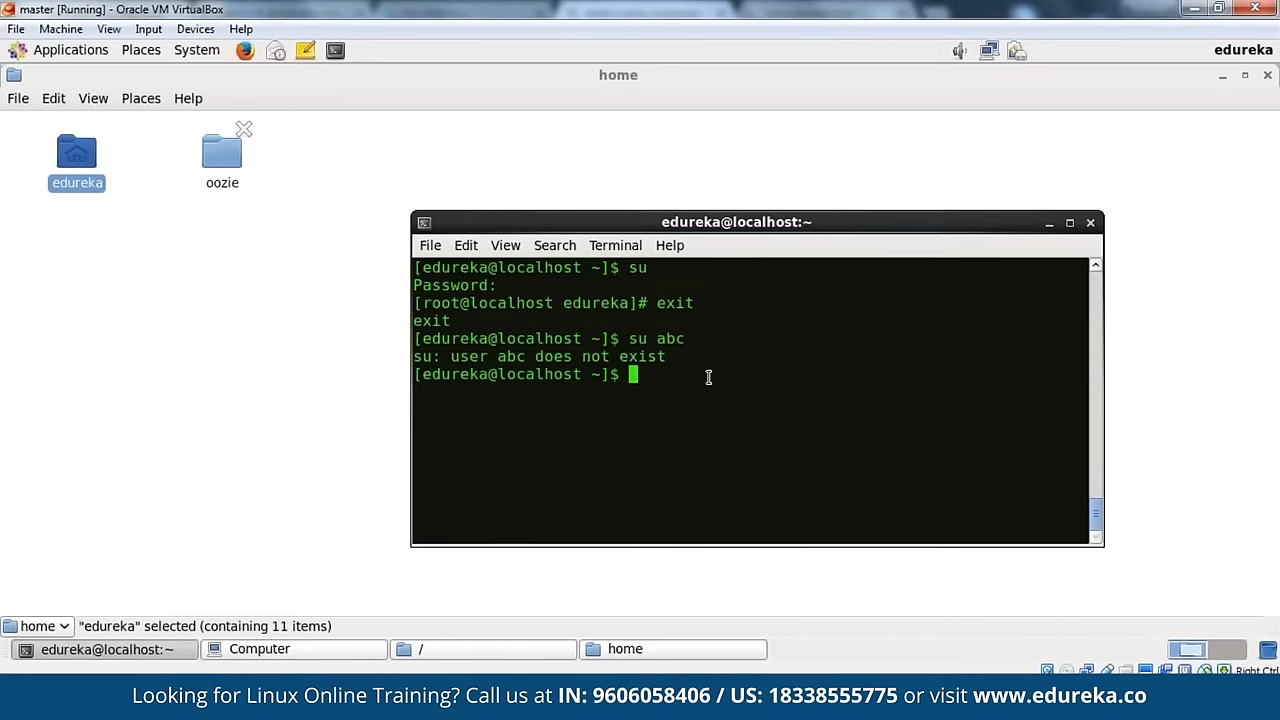 master [Running] - Oracle VM VirtualBox
File Machine View Input Devices Help
Applications Places System edureka
home
File Edit View Places Help
edureka oozie
edureka@localhost:~
File Edit View Search Terminal Help
[edureka@localhost ~]$ su
Password:
[root@localhost edureka]# exit
exit
[edureka@localhost ~]$ su abc
su: user abc does not exist
[edureka@localhost ~]$
home "edureka" selected (containing 11 items)
edureka@localhost:~ Computer / home
Right Ctrl
Looking for Linux Online Training? Call us at IN: 9606058406 / US: 18338555775 or visit www.edureka.co